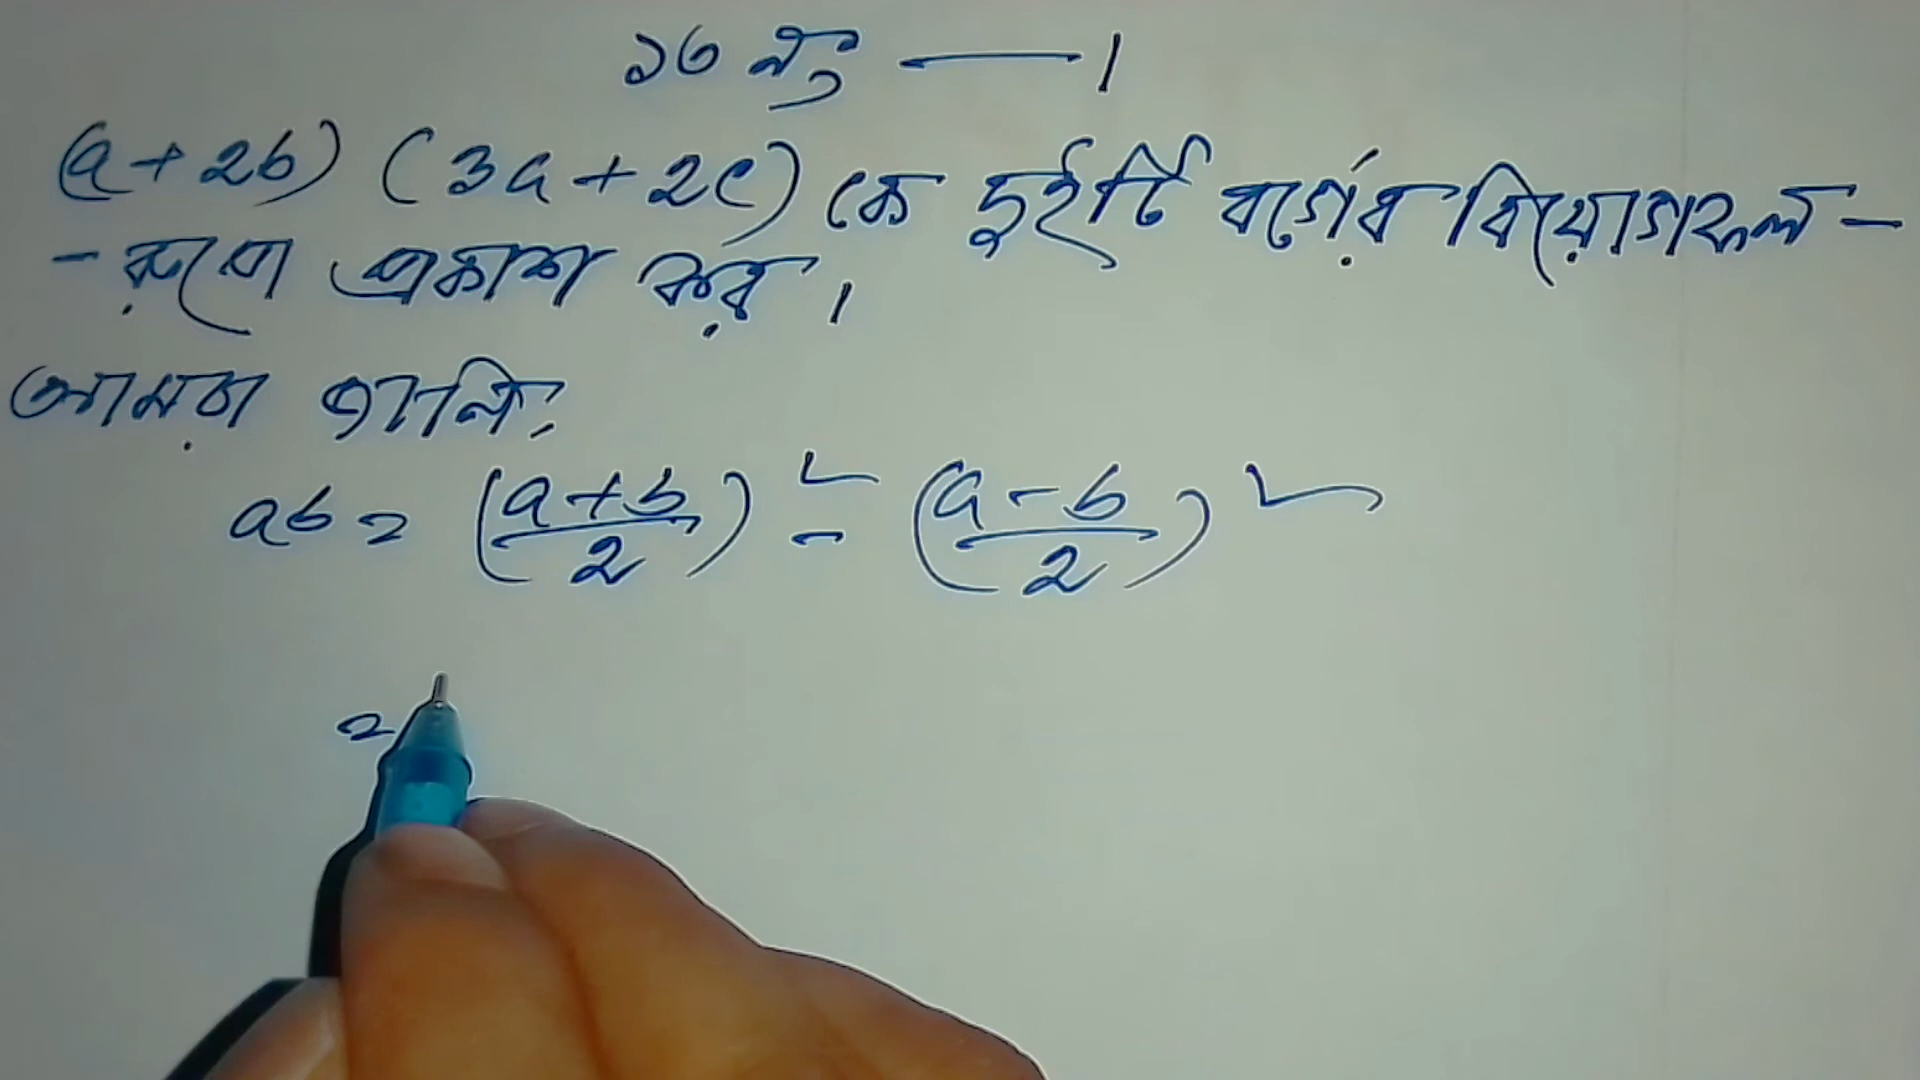 ১৩ নং — ।
(a + 2b) (3a + 2c) কে দুইটি বর্গের বিয়োগফল -
- রূপে প্রকাশ কর ।
আমরা জানি,
ab = (a+b/2)² - (a-b/2)²
=